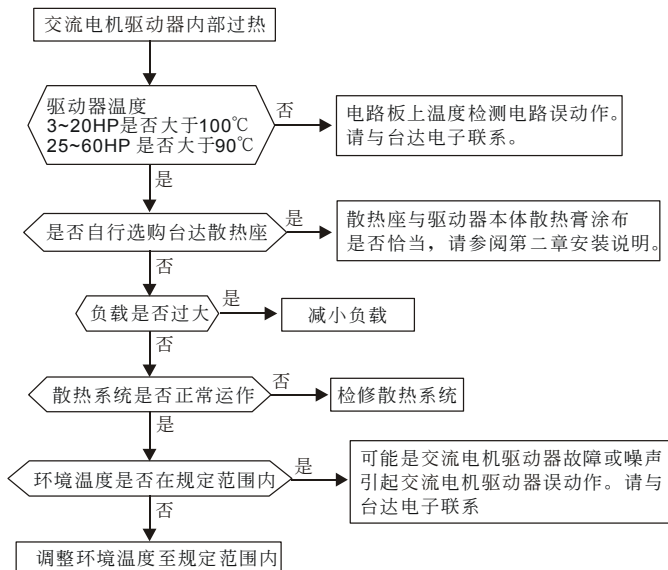 交流电机驱动器内部过热
驱动器温度
3~20HP是否大于100℃
25~60HP 是否大于90℃
否
电路板上温度检测电路误动作。
请与台达电子联系。
是
是否自行选购台达散热座
是
散热座与驱动器本体散热膏涂布
是否恰当，请参阅第二章安装说明。
否
负载是否过大
是
减小负载
否
散热系统是否正常运作
否
检修散热系统
是
环境温度是否在规定范围内
是
可能是交流电机驱动器故障或噪声
引起交流电机驱动器误动作。请与
台达电子联系
否
调整环境温度至规定范围内